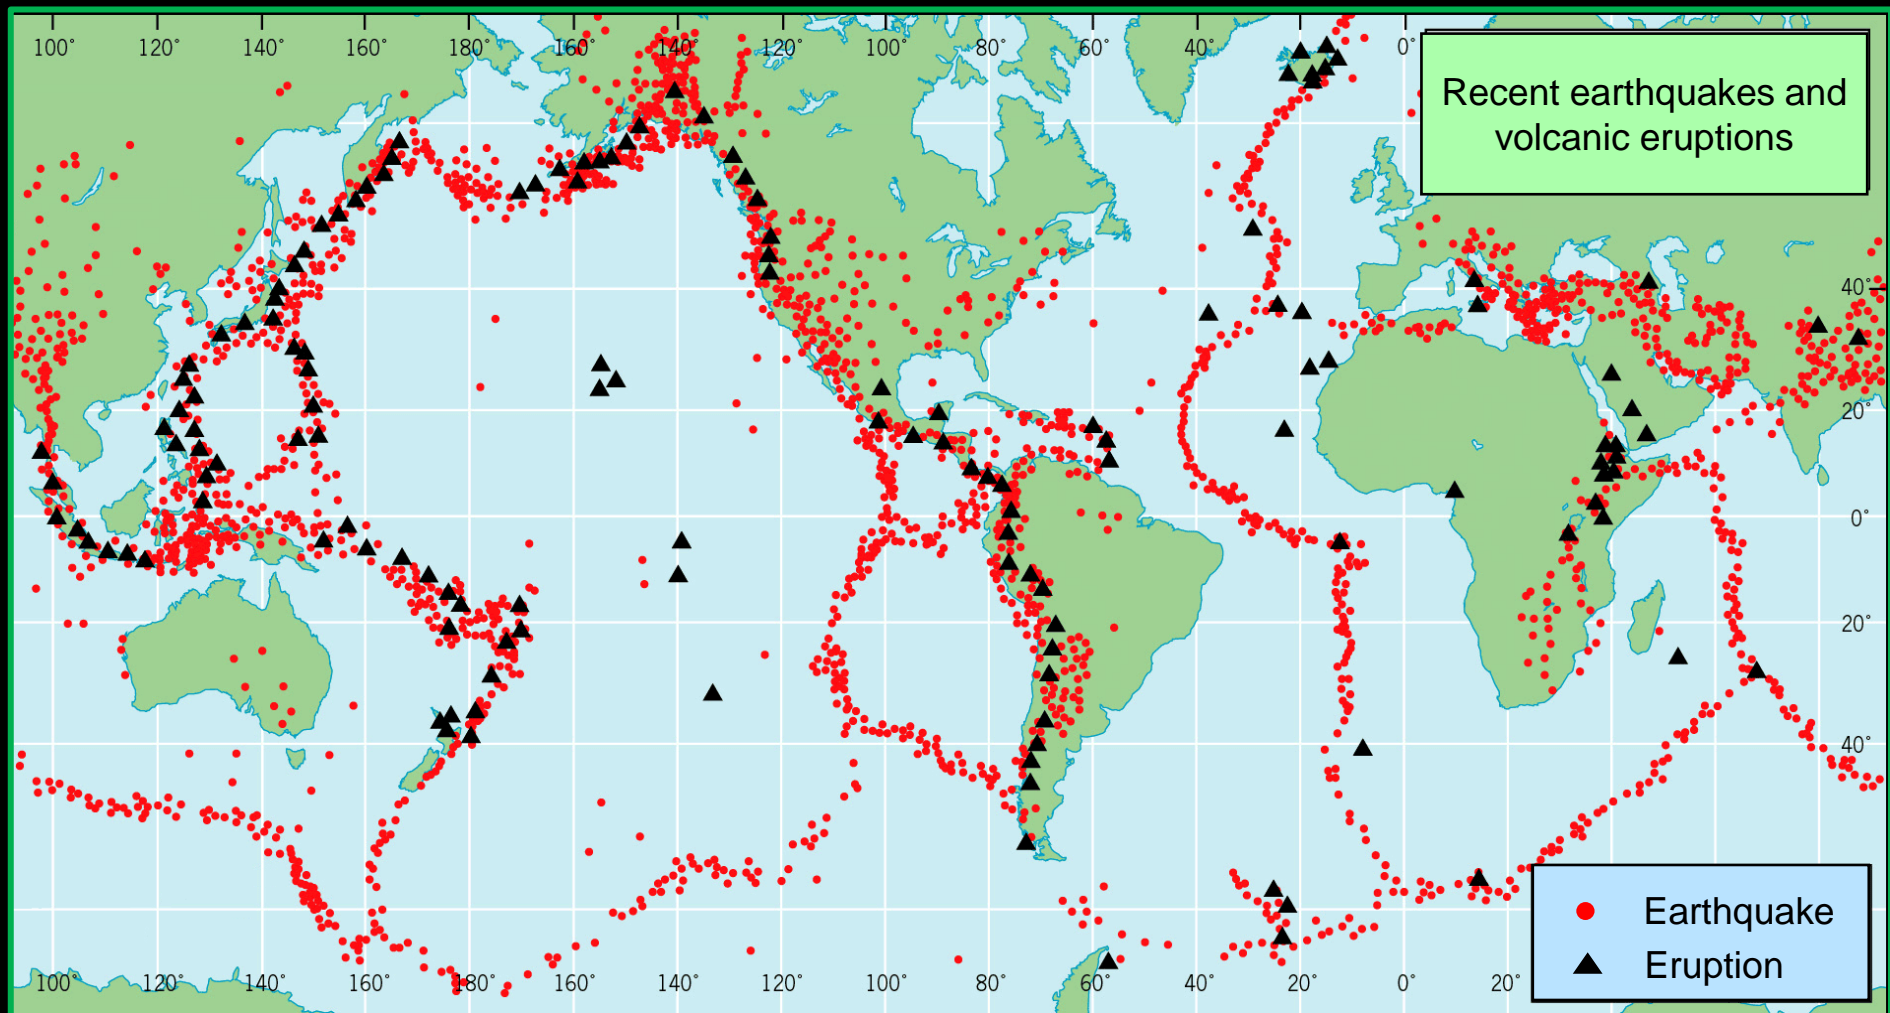 100° 120° 140° 160° 180° 160° 140° 120° 100° 80° 60° 40° 20° 0°
Recent earthquakes and
volcanic eruptions
40°
20°
0°
20°
40°
Earthquake
Eruption
100° 120° 140° 160° 180° 160° 140° 120° 100° 80° 60° 40° 20° 0° 20°